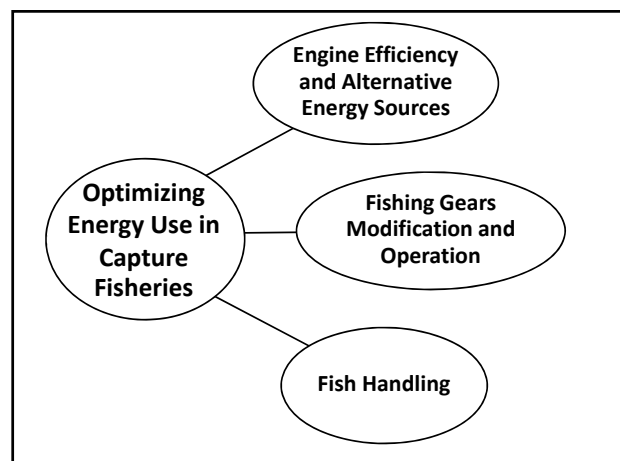 Engine Efficiency
and Alternative
Energy Sources
Optimizing
Energy Use in
Capture
Fisheries
Fishing Gears
Modification and
Operation
Fish Handling